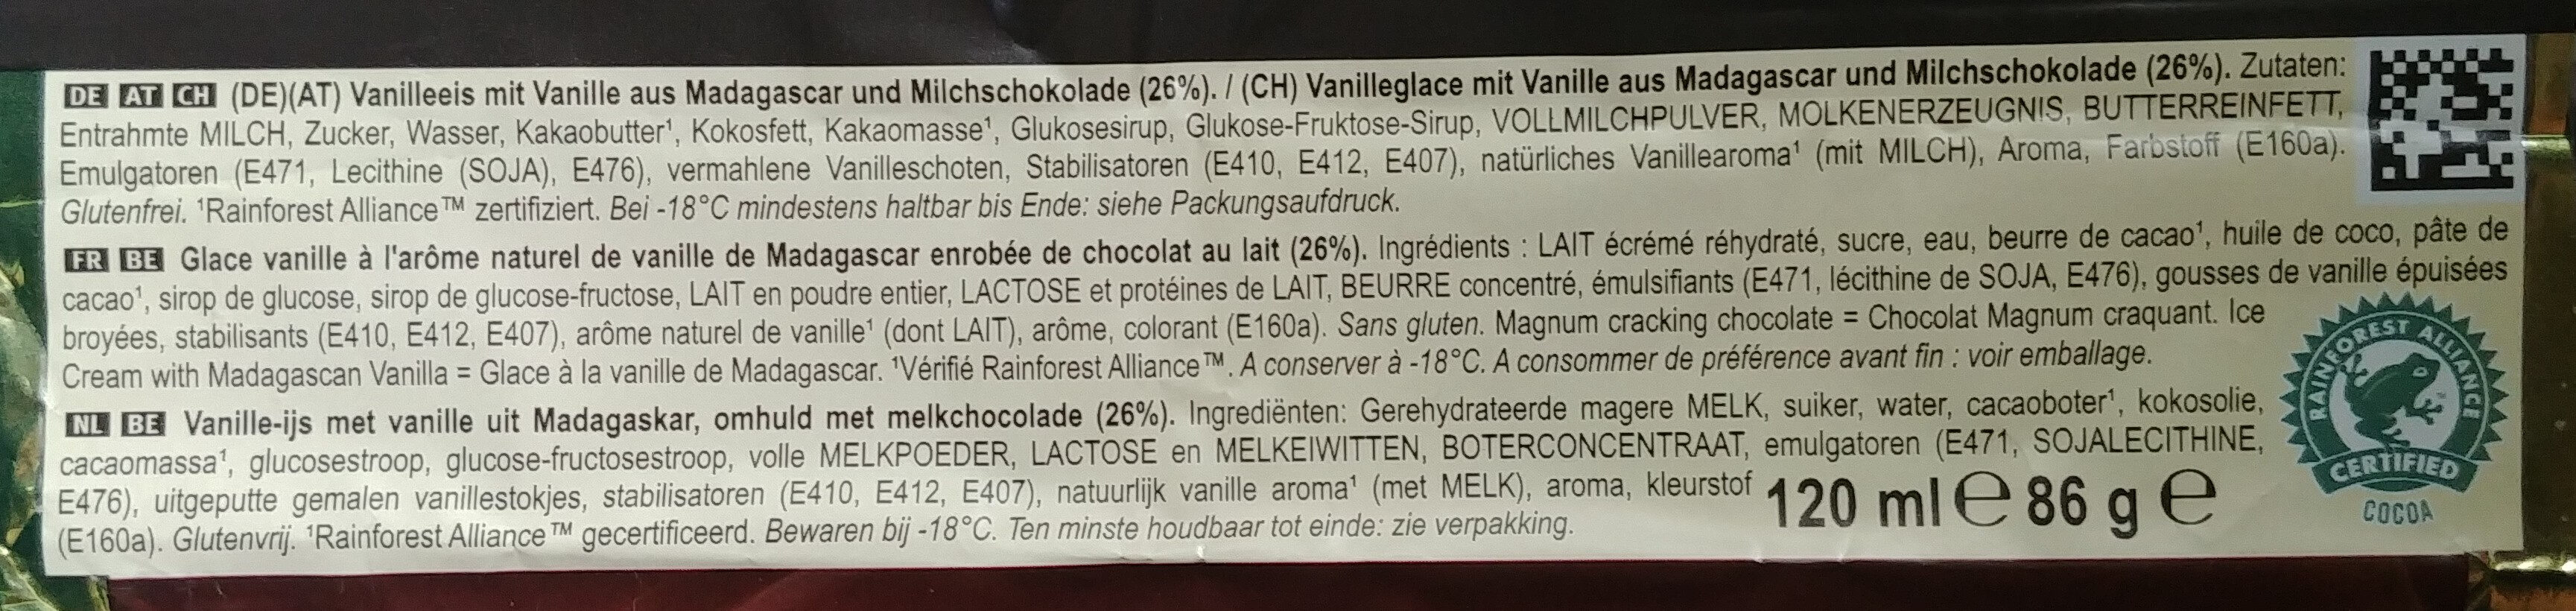 DE AT CH (DE)(AT) Vanilleeis mit Vanille aus Madagascar und Milchschokolade (26%). / (CH) Vanilleglace mit Vanille aus Madagascar und Milchschokolade (26%). Zutaten:
Entrahmte MILCH, Zucker, Wasser, Kakaobutter¹, Kokosfett, Kakaomasse¹, Glukosesirup, Glukose-Fruktose-Sirup, VOLLMILCHPULVER, MOLKENERZEUGNIS, BUTTERREINFETT,
Emulgatoren (E471, Lecithine (SOJA), E476), vermahlene Vanilleschoten, Stabilisatoren (E410, E412, E407), natürliches Vanillearoma¹ (mit MILCH), Aroma, Farbstoff (E160a).
Glutenfrei. ¹Rainforest Alliance™ zertifiziert. Bei -18°C mindestens haltbar bis Ende: siehe Packungsaufdruck.
FR BE Glace vanille à l'arôme naturel de vanille de Madagascar enrobée de chocolat au lait (26%). Ingrédients : LAIT écrémé réhydraté, sucre, eau, beurre de cacao¹, huile de coco, pâte de
cacao¹, sirop de glucose, sirop de glucose-fructose, LAIT en poudre entier, LACTOSE et protéines de LAIT, BEURRE concentré, émulsifiants (E471, lécithine de SOJA, E476), gousses de vanille épuisées
broyées, stabilisants (E410, E412, E407), arôme naturel de vanille¹ (dont LAIT), arôme, colorant (E160a). Sans gluten. Magnum cracking chocolate = Chocolat Magnum craquant. Ice
Cream with Madagascan Vanilla = Glace à la vanille de Madagascar. ¹Vérifié Rainforest Alliance™. A conserver à -18°C. A consommer de préférence avant fin : voir emballage.
NL BE Vanille-ijs met vanille uit Madagaskar, omhuld met melkchocolade (26%). Ingrediënten: Gerehydrateerde magere MELK, suiker, water, cacaoboter¹, kokosolie,
cacaomassa¹, glucosestroop, glucose-fructosestroop, volle MELKPOEDER, LACTOSE en MELKEIWITTEN, BOTERCONCENTRAAT, emulgatoren (E471, SOJALECITHINE,
E476), uitgeputte gemalen vanillestokjes, stabilisatoren (E410, E412, E407), natuurlijk vanille aroma¹ (met MELK), aroma, kleurstof
(E160a). Glutenvrij. ¹Rainforest Alliance™ gecertificeerd. Bewaren bij -18°C. Ten minste houdbaar tot einde: zie verpakking.
120 ml e 86 g e
RAINFOREST ALLIANCE
CERTIFIED
COCOA